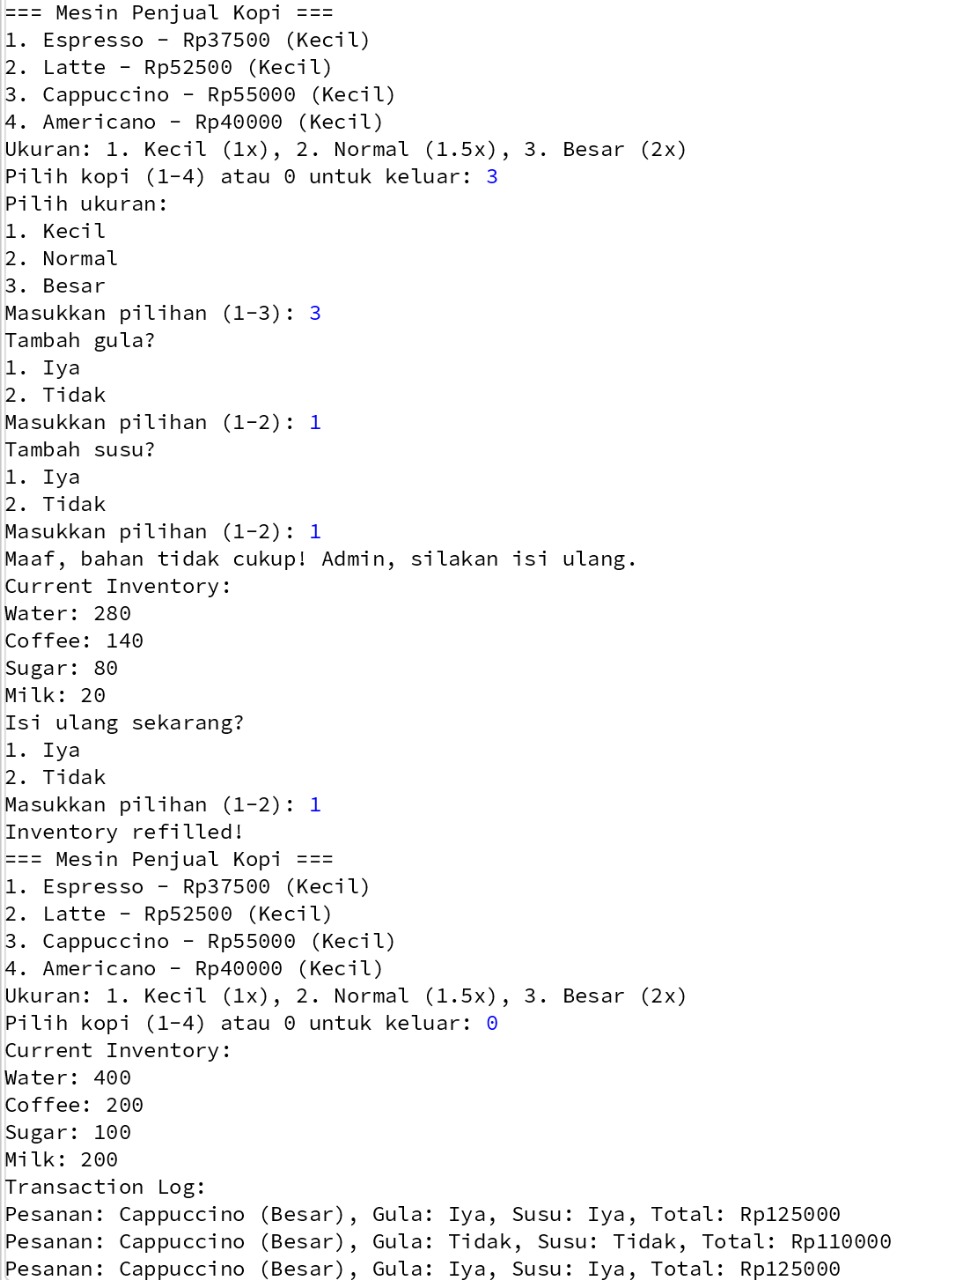 === Mesin Penjual Kopi ===
1. Espresso - Rp37500 (Kecil)
2. Latte - Rp52500 (Kecil)
3. Cappuccino - Rp55000 (Kecil)
4. Americano - Rp40000 (Kecil)
Ukuran: 1. Kecil (1x), 2. Normal (1.5x), 3. Besar (2x)
Pilih kopi (1-4) atau 0 untuk keluar: 3
Pilih ukuran:
1. Kecil
2. Normal
3. Besar
Masukkan pilihan (1-3): 3
Tambah gula?
1. Iya
2. Tidak
Masukkan pilihan (1-2): 1
Tambah susu?
1. Iya
2. Tidak
Masukkan pilihan (1-2): 1
Maaf, bahan tidak cukup! Admin, silakan isi ulang.
Current Inventory:
Water: 280
Coffee: 140
Sugar: 80
Milk: 20
Isi ulang sekarang?
1. Iya
2. Tidak
Masukkan pilihan (1-2): 1
Inventory refilled!
=== Mesin Penjual Kopi ===
1. Espresso - Rp37500 (Kecil)
2. Latte - Rp52500 (Kecil)
3. Cappuccino - Rp55000 (Kecil)
4. Americano - Rp40000 (Kecil)
Ukuran: 1. Kecil (1x), 2. Normal (1.5x), 3. Besar (2x)
Pilih kopi (1-4) atau 0 untuk keluar: 0
Current Inventory:
Water: 400
Coffee: 200
Sugar: 100
Milk: 200
Transaction Log:
Pesanan: Cappuccino (Besar), Gula: Iya, Susu: Iya, Total: Rp125000
Pesanan: Cappuccino (Besar), Gula: Tidak, Susu: Tidak, Total: Rp110000
Pesanan: Cappuccino (Besar), Gula: Iya, Susu: Iya, Total: Rp125000